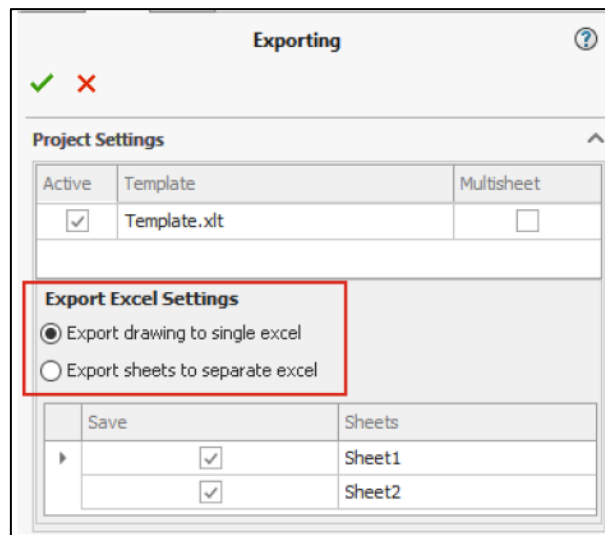 Exporting
Project Settings
Active Template Multisheet
Template.xlt
Export Excel Settings
Export drawing to single excel
Export sheets to separate excel
Save Sheets
Sheet1
Sheet2